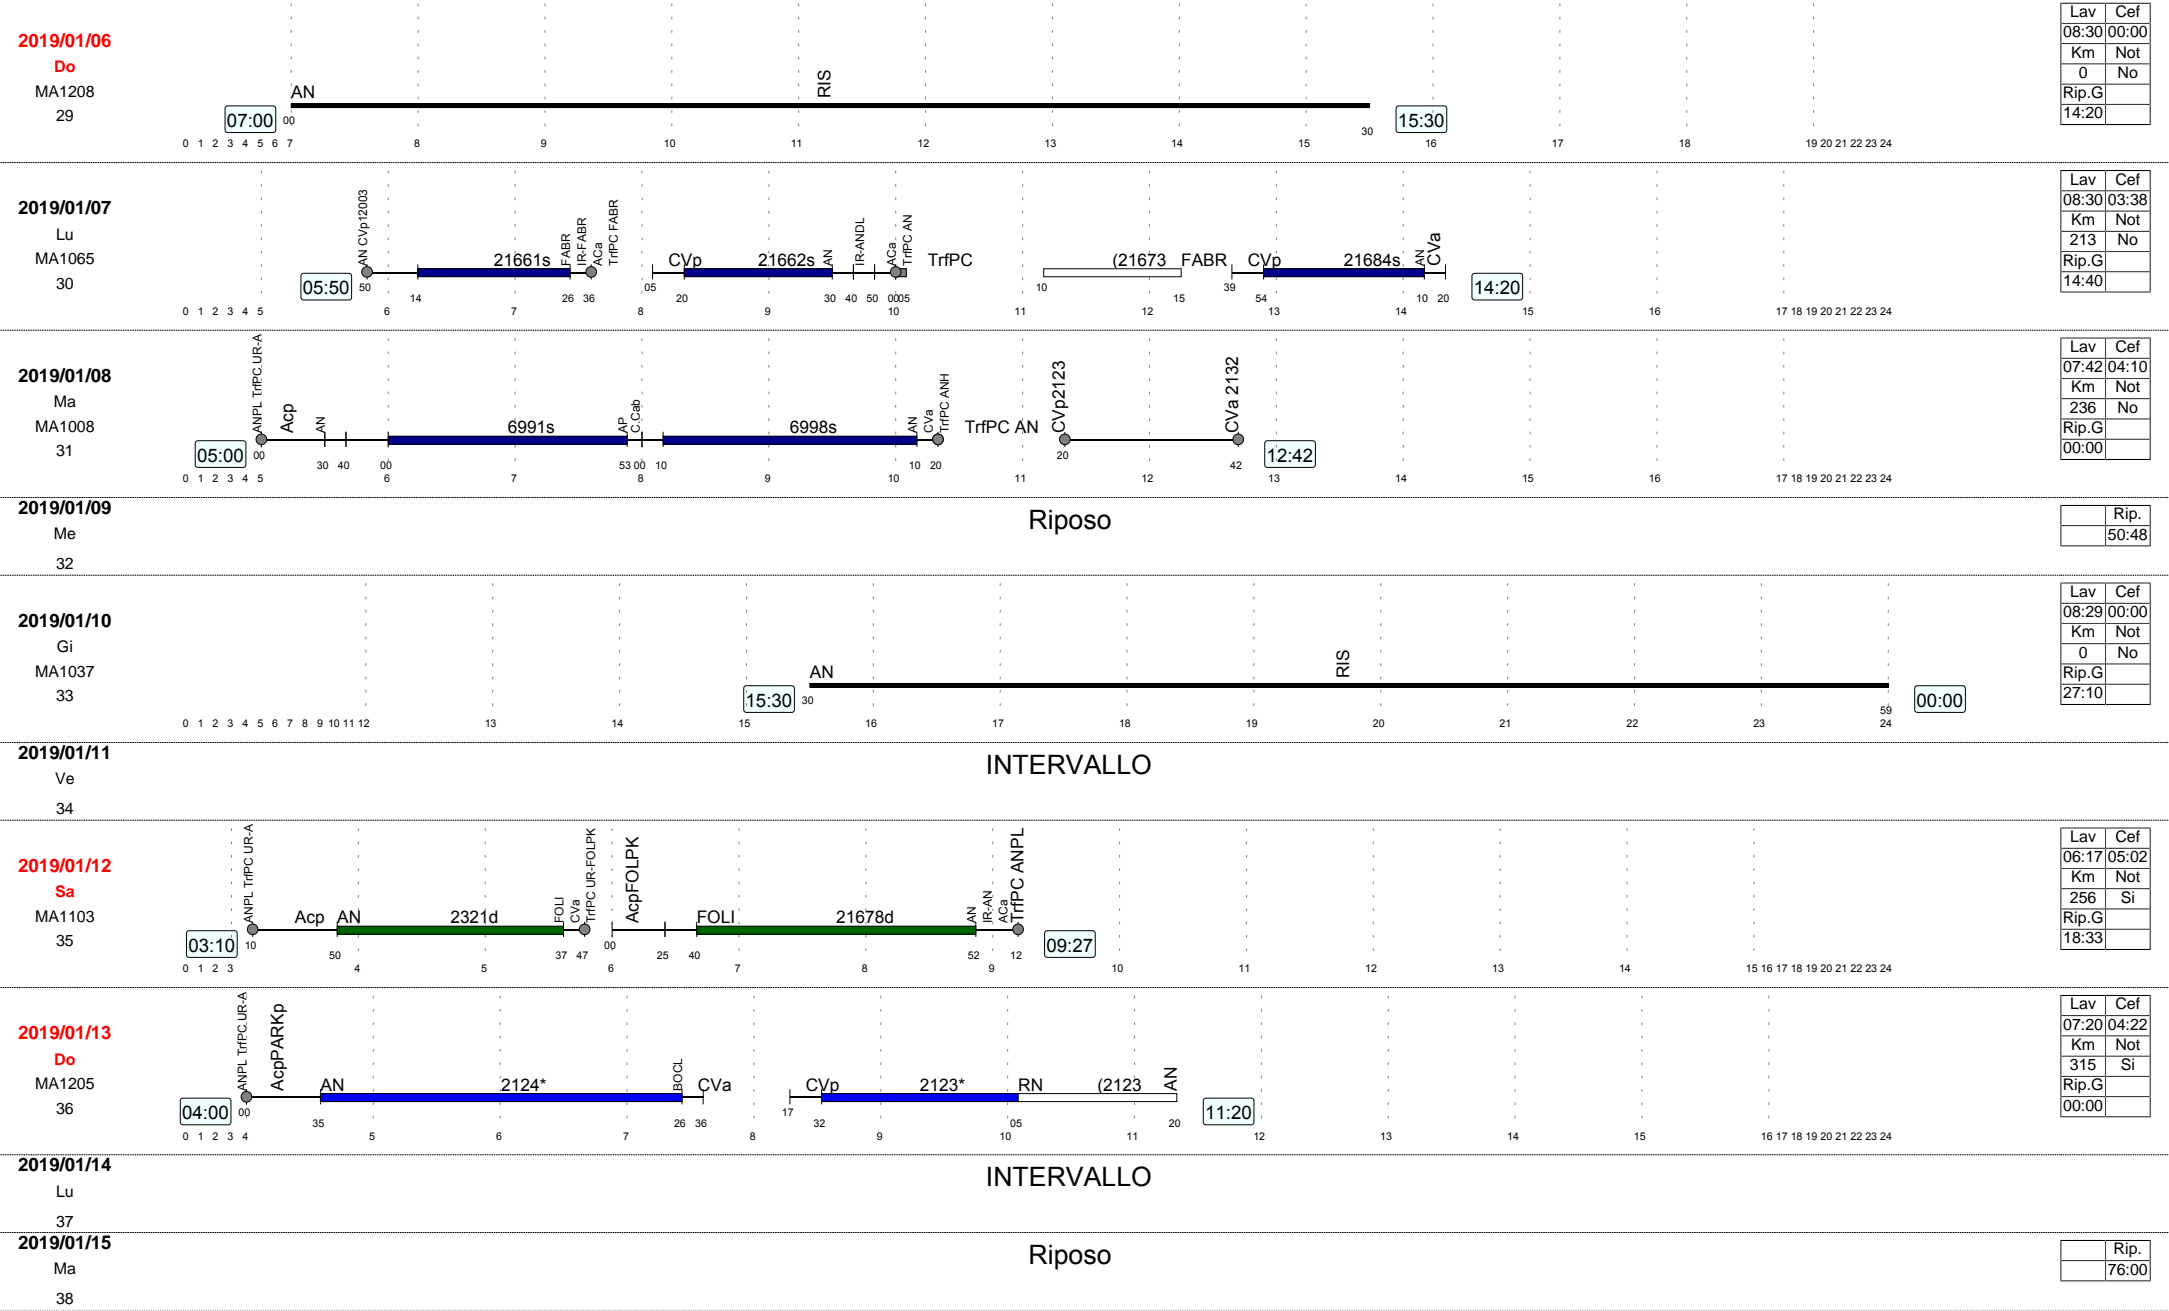 2019/01/06
Do
MA1208
29
07:00
AN
RIS
00
30
15:30
0 1 2 3 4 5 6 7 8 9 10 11 12 13 14 15 16 17 18 19 20 21 22 23 24
Lav Cef
08:30 00:00
Km Not
0 No
Rip.G
14:20
2019/01/07
Lu
MA1065
30
05:50
AN CVp12003
21661s
FABR
IR-FABR
ACa
TrfPC FABR
CVp
21662s
AN
IR-ANDL
ACa
TrfPC AN
TrfPC
(21673
FABR
CVp
21684s
AN
CVa
50 14 26 36 05 20 30 40 50 00 05 10 15 39 54 10 20
14:20
0 1 2 3 4 5 6 7 8 9 10 11 12 13 14 15 16 17 18 19 20 21 22 23 24
Lav Cef
08:30 03:38
Km Not
213 No
Rip.G
14:40
2019/01/08
Ma
MA1008
31
05:00
ANPL TrfPC.UR-A
Acp
AN
6991s
AP
C.Cab
6998s
AN
CVa
TrfPC ANH
TrfPC AN
CVp2123
CVa 2132
00 30 40 00 53 00 10 10 20 20 42
12:42
0 1 2 3 4 5 6 7 8 9 10 11 12 13 14 15 16 17 18 19 20 21 22 23 24
Lav Cef
07:42 04:10
Km Not
236 No
Rip.G
00:00
2019/01/09
Me
32
Riposo
Rip.
50:48
2019/01/10
Gi
MA1037
33
15:30
AN
RIS
30
59
00:00
0 1 2 3 4 5 6 7 8 9 10 11 12 13 14 15 16 17 18 19 20 21 22 23 24
Lav Cef
08:29 00:00
Km Not
0 No
Rip.G
27:10
2019/01/11
Ve
34
INTERVALLO
2019/01/12
Sa
MA1103
35
03:10
ANPL TrfPC UR-A
Acp
AN
2321d
FOLI
CVa
TrfPC UR-FOLPK
AcpFOLPK
FOLI
21678d
AN
IR-AN
ACa
TrfPC ANPL
10 50 37 47 00 25 40 52 12
09:27
0 1 2 3 4 5 6 7 8 9 10 11 12 13 14 15 16 17 18 19 20 21 22 23 24
Lav Cef
06:17 05:02
Km Not
256 Si
Rip.G
18:33
2019/01/13
Do
MA1205
36
04:00
ANPL TrfPC.UR-A
AcpPARKp
AN
2124*
BOCL
CVa
CVp
2123*
RN
(2123
AN
00 35 26 36 17 32 05 20
11:20
0 1 2 3 4 5 6 7 8 9 10 11 12 13 14 15 16 17 18 19 20 21 22 23 24
Lav Cef
07:20 04:22
Km Not
315 Si
Rip.G
00:00
2019/01/14
Lu
37
INTERVALLO
2019/01/15
Ma
38
Riposo
Rip.
76:00